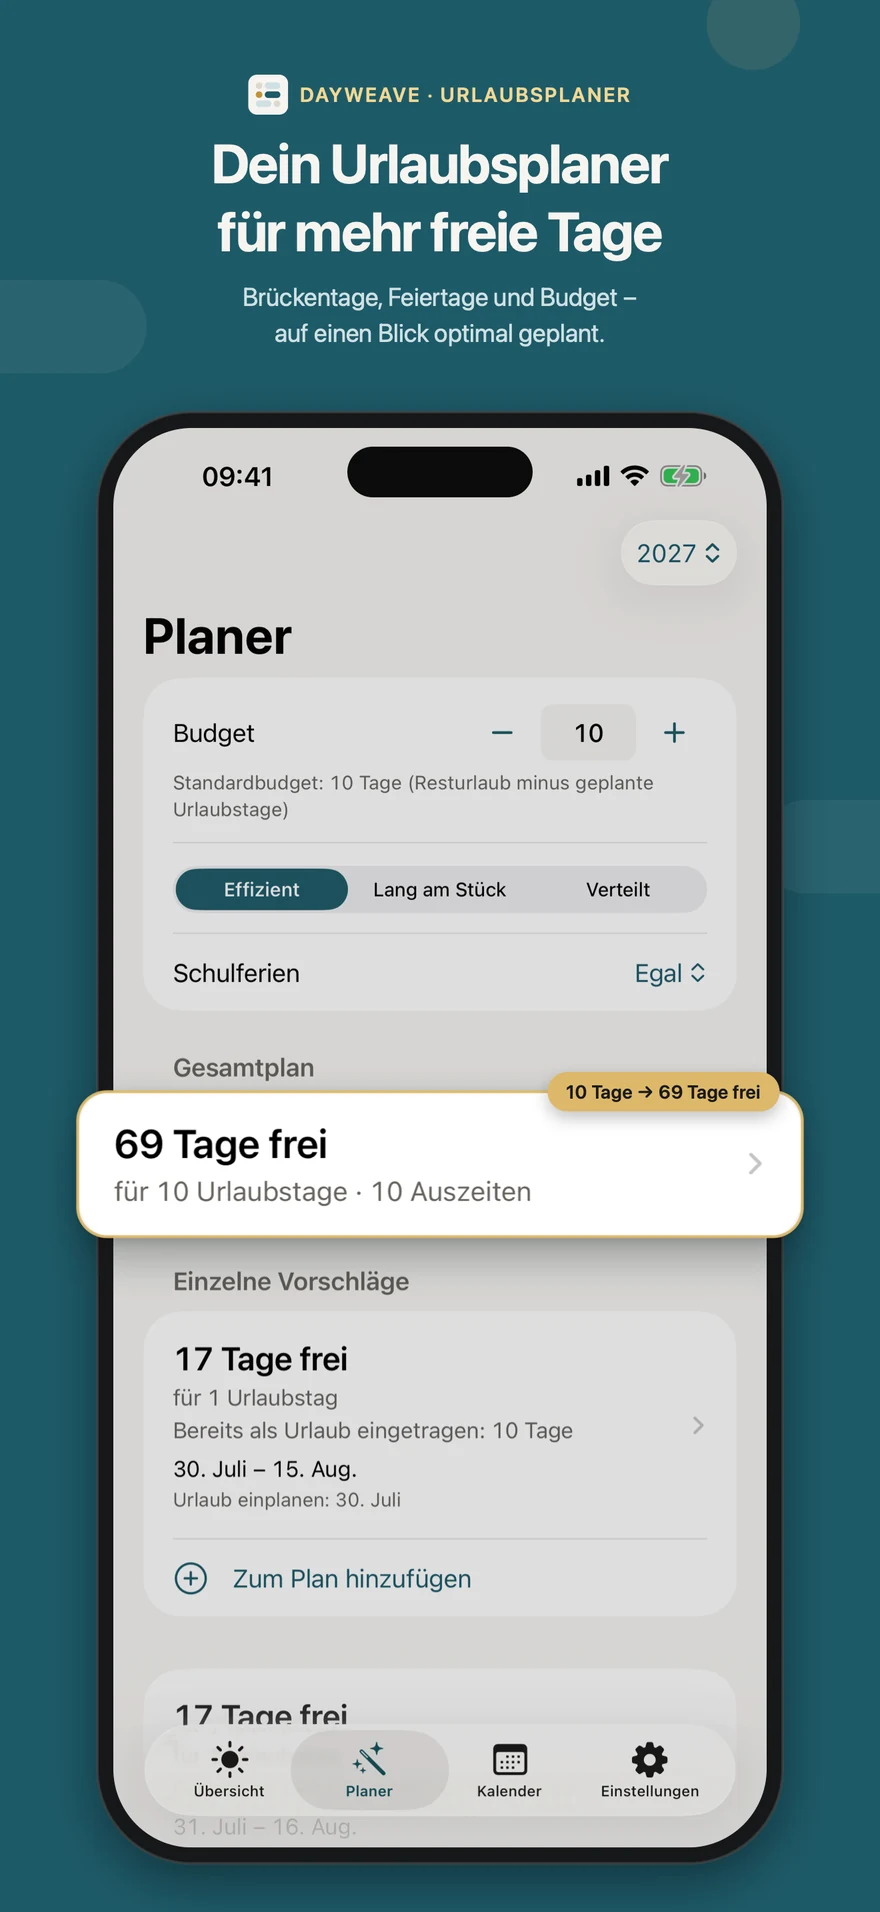 DAYWEAVE · URLAUBSPLANER
Dein Urlaubsplaner
für mehr freie Tage
Brückentage, Feiertage und Budget –
auf einen Blick optimal geplant.
09:41
2027
Planer
Budget
− 10 +
Standardbudget: 10 Tage (Resturlaub minus geplante
Urlaubstage)
Effizient Lang am Stück Verteilt
Schulferien Egal
Gesamtplan
10 Tage → 69 Tage frei
69 Tage frei
für 10 Urlaubstage · 10 Auszeiten
Einzelne Vorschläge
17 Tage frei
für 1 Urlaubstag
Bereits als Urlaub eingetragen: 10 Tage
30. Juli – 15. Aug.
Urlaub einplanen: 30. Juli
Zum Plan hinzufügen
17 Tage frei
Übersicht Planer Kalender Einstellungen
31. Juli – 16. Aug.